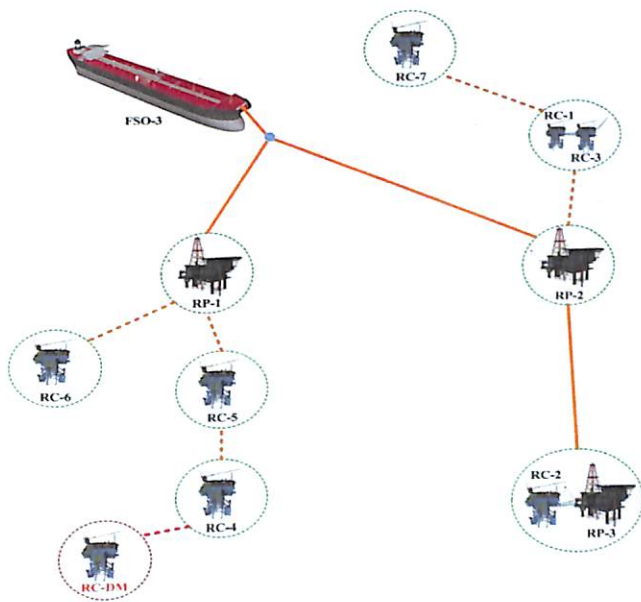 RC-7
FSO-3
RC-1
RC-3
RP-1
RP-2
RC-6
RC-5
RC-2
RC-4
RP-3
RC-DM